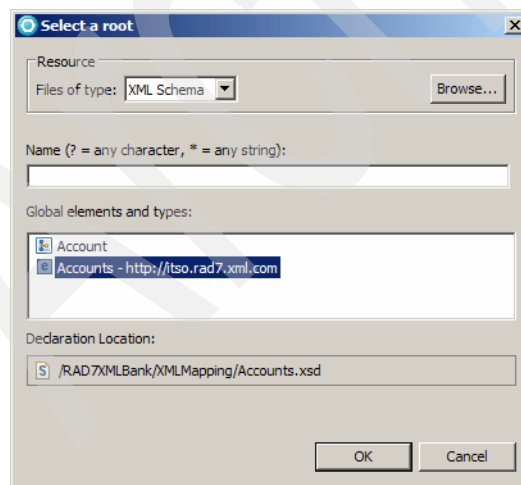 Select a root
Resource
Files of type: XML Schema
Browse...
Name (? = any character, * = any string):
Global elements and types:
Account
Accounts - http://itso.rad7.xml.com
Declaration Location:
/RAD7XMLBank/XMLMapping/Accounts.xsd
OK Cancel